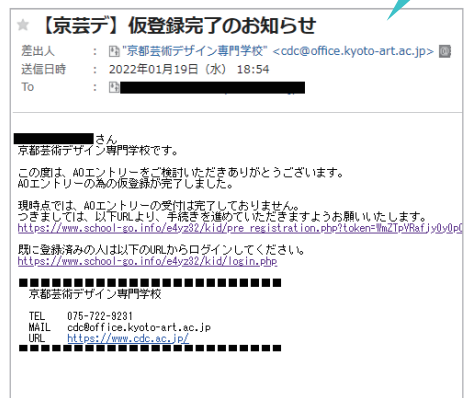 【京芸デ】仮登録完了のお知らせ
差出人 : "京都芸術デザイン専門学校" <cdc@office.kyoto-art.ac.jp>
送信日時 : 2022年01月19日（水） 18:54
To :
さん
京都芸術デザイン専門学校です。
この度は、AOエントリーをご検討いただきありがとうございます。
AOエントリーの為の仮登録が完了しました。
現時点では、AOエントリーの受付は完了しておりません。
つきましては、以下URLより、手続きを進めていただきますようお願いいたします。
https://www.school-go.info/e4yz32/kid/pre_registration.php?token=WmZTpVRafjy0y0p0
既に登録済みの人は以下のURLからログインしてください。
https://www.school-go.info/e4yz32/kid/login.php
京都芸術デザイン専門学校
TEL 075-722-9231
MAIL cdc@office.kyoto-art.ac.jp
URL https://www.cdc.ac.jp/